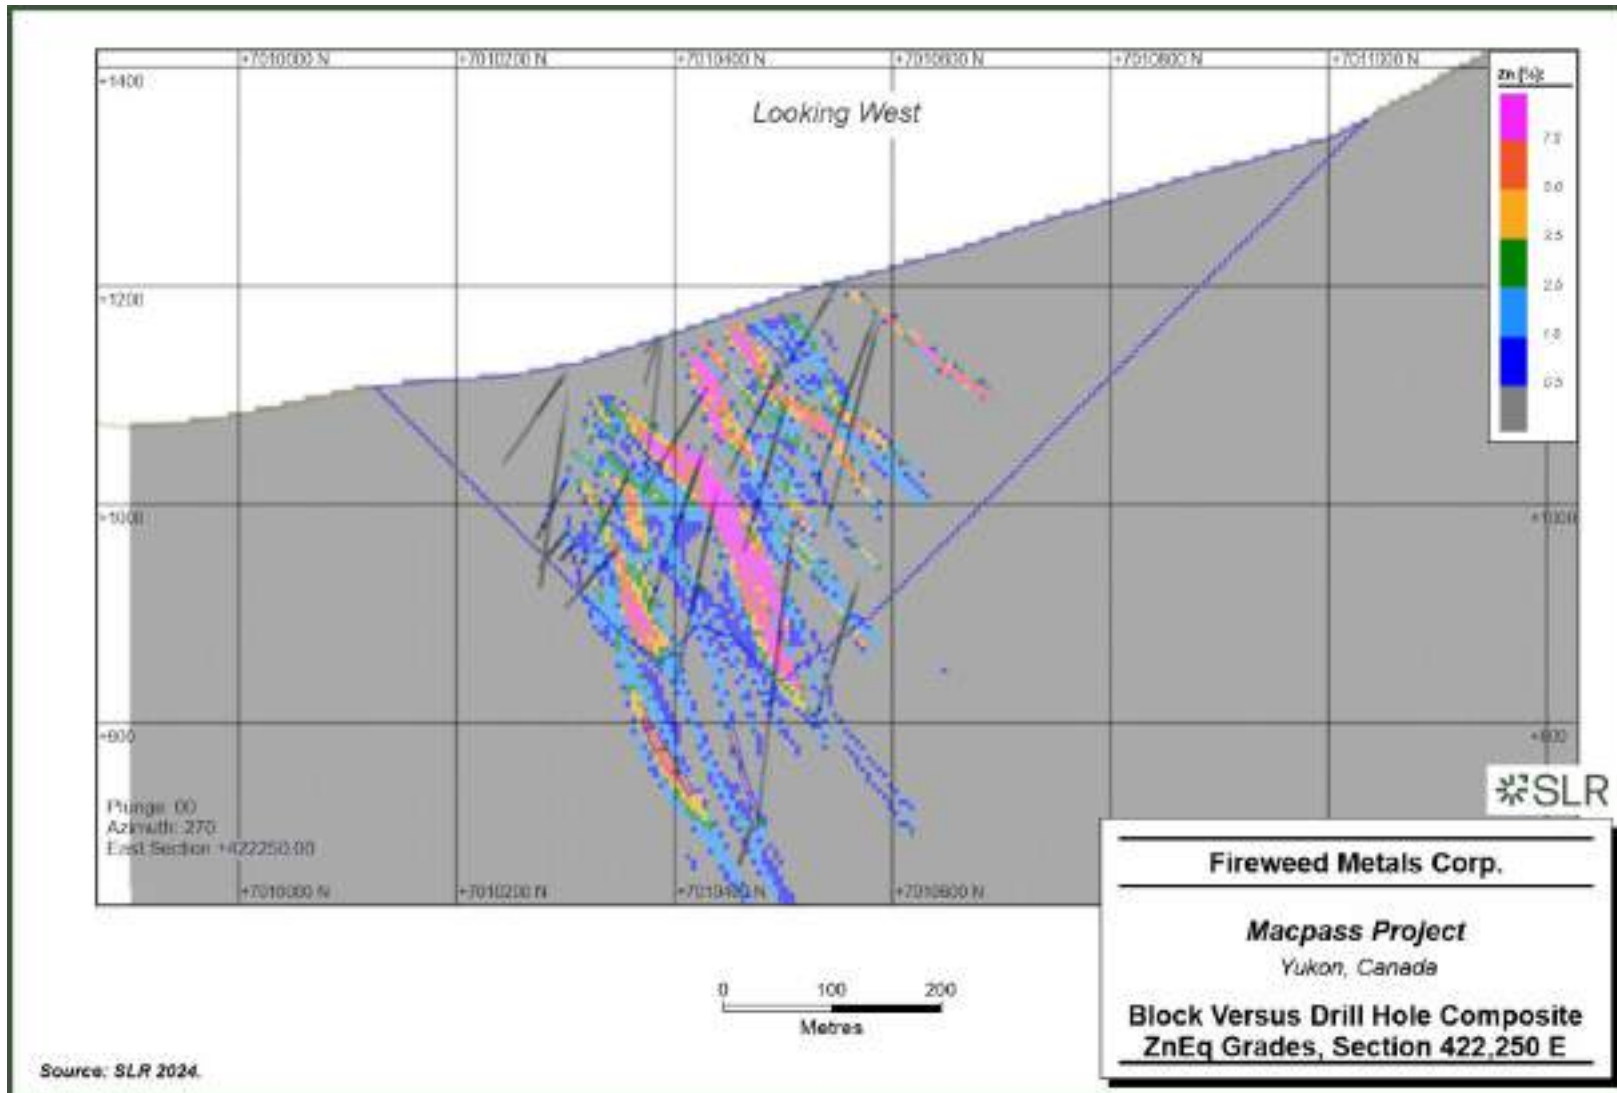 +7010000 N
+7010200 N
+7010400 N
+7010600 N
+7010800 N
+7011000 N
+1400
Looking West
Zn [%]:
7.5
5.0
2.5
2.0
1.0
0.5
+1200
+1000
+1000
+800
+800
Plunge: 00
Azimuth: 270
East Section +422250.00
+7010000 N
+7010200 N
+7010400 N
+7010600 N
SLR
Fireweed Metals Corp.
Macpass Project
Yukon, Canada
Block Versus Drill Hole Composite
ZnEq Grades, Section 422,250 E
0 100 200
Metres
Source: SLR 2024.